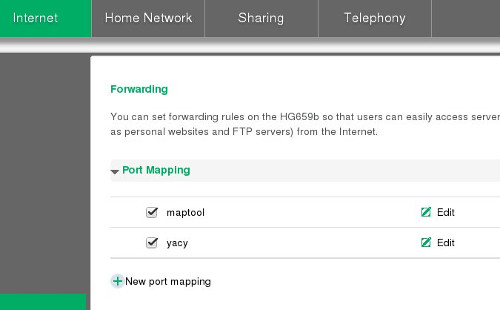 Internet
Home Network
Sharing
Telephony
Forwarding
You can set forwarding rules on the HG659b so that users can easily access server
as personal websites and FTP servers) from the Internet.
Port Mapping
maptool
Edit
yacy
Edit
New port mapping